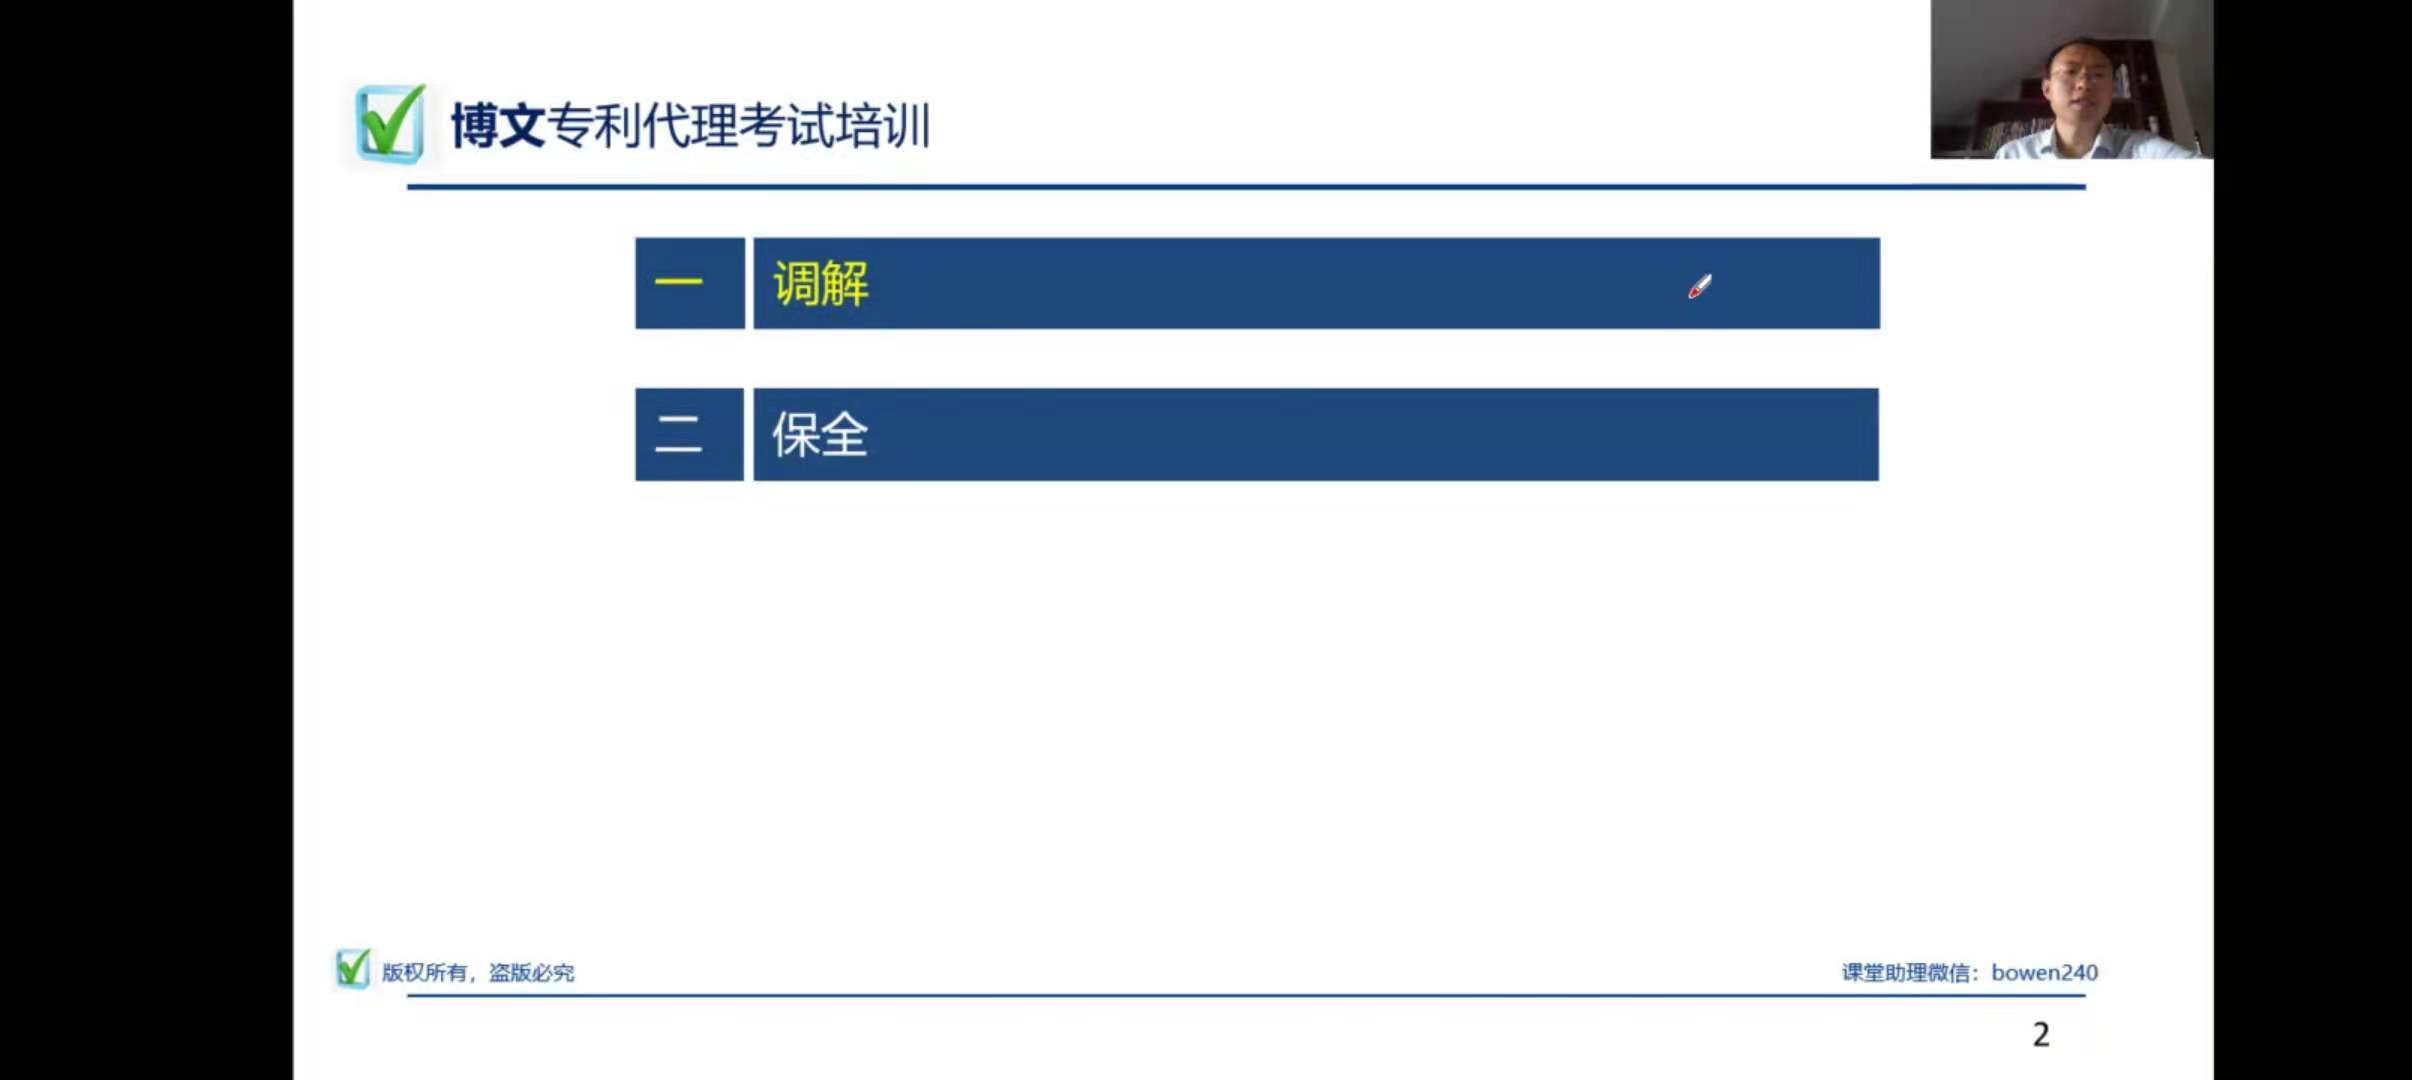 博文专利代理考试培训
一 调解
二 保全
版权所有，盗版必究
课堂助理微信：bowen240
2